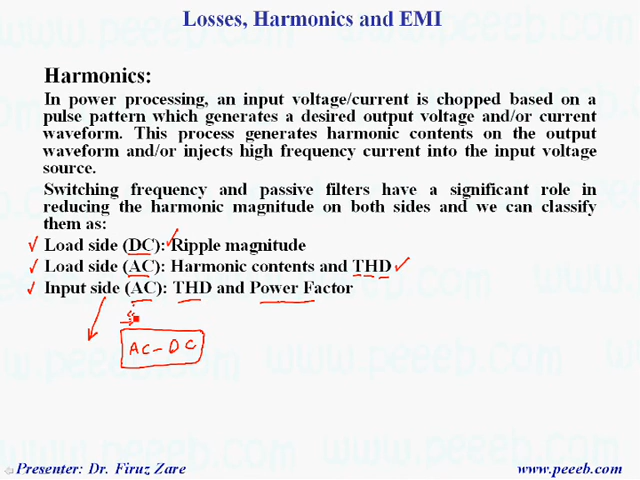 Losses, Harmonics and EMI
Harmonics:
In power processing, an input voltage/current is chopped based on a
pulse pattern which generates a desired output voltage and/or current
waveform. This process generates harmonic contents on the output
waveform and/or injects high frequency current into the input voltage
source.
Switching frequency and passive filters have a significant role in
reducing the harmonic magnitude on both sides and we can classify
them as:
Load side (DC): Ripple magnitude
Load side (AC): Harmonic contents and THD
Input side (AC): THD and Power Factor
AC-DC
Presenter: Dr. Firuz Zare
www.peeeb.com